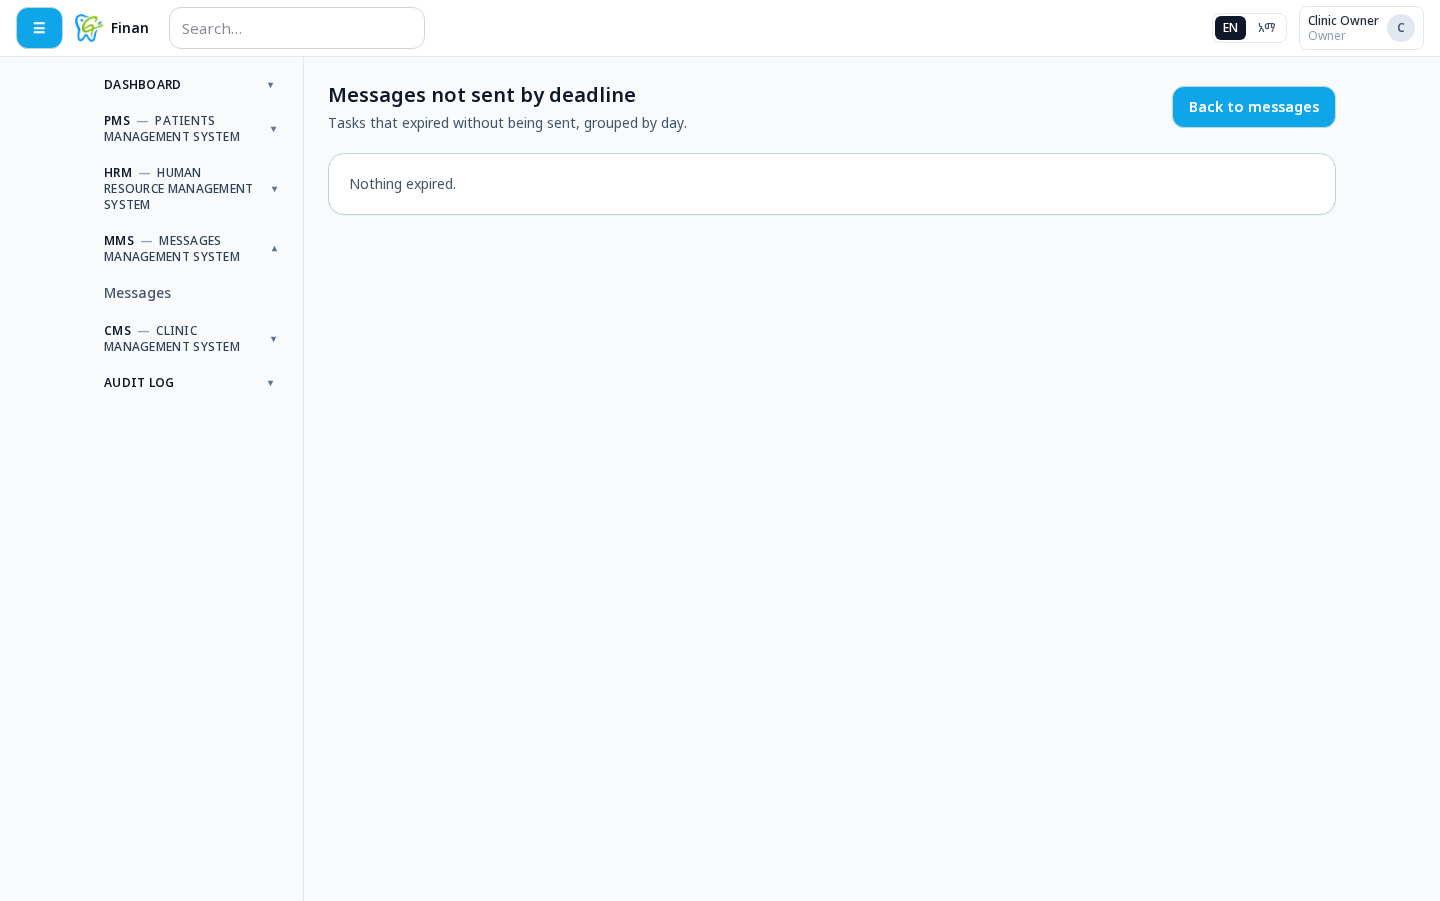 ☰ Finan Search... EN አማ Clinic Owner C
Owner
DASHBOARD ▼
PMS — PATIENTS
MANAGEMENT SYSTEM ▼
HRM — HUMAN
RESOURCE MANAGEMENT ▼
SYSTEM
MMS — MESSAGES
MANAGEMENT SYSTEM ▲
Messages
CMS — CLINIC
MANAGEMENT SYSTEM ▼
AUDIT LOG ▼
Messages not sent by deadline
Tasks that expired without being sent, grouped by day.
Back to messages
Nothing expired.